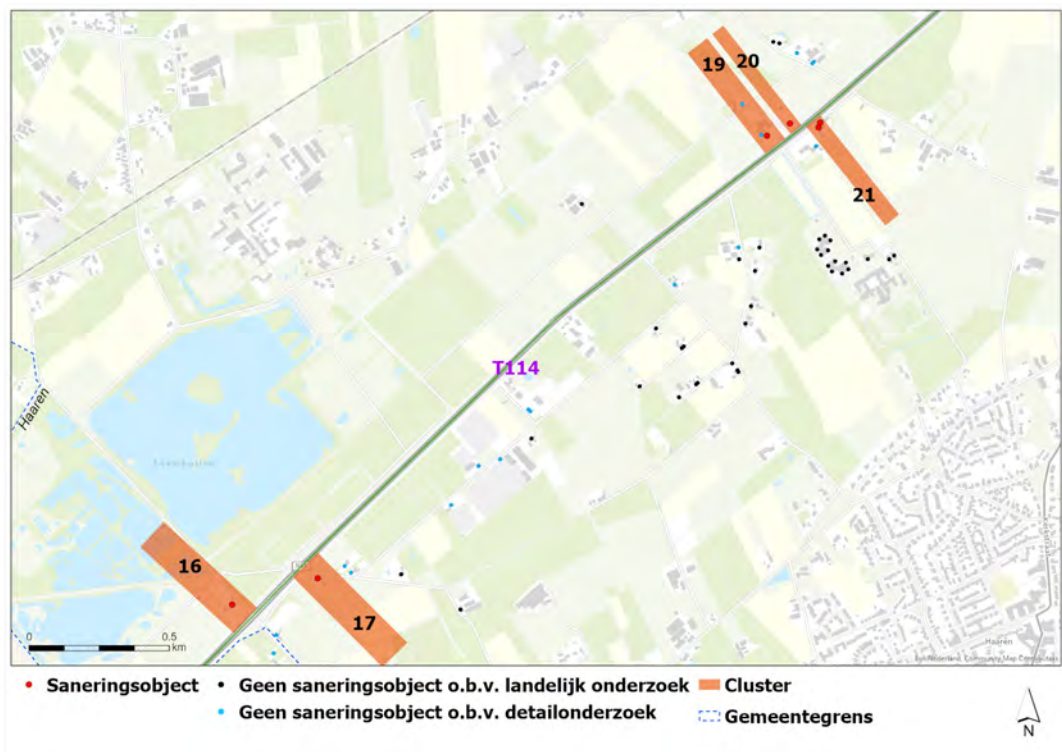 19
20
21
T114
Haaren
16
17
0
0.5
km
Haaren
Saneringsobject
Geen saneringsobject o.b.v. landelijk onderzoek
Cluster
Geen saneringsobject o.b.v. detailonderzoek
Gemeentegrens
N